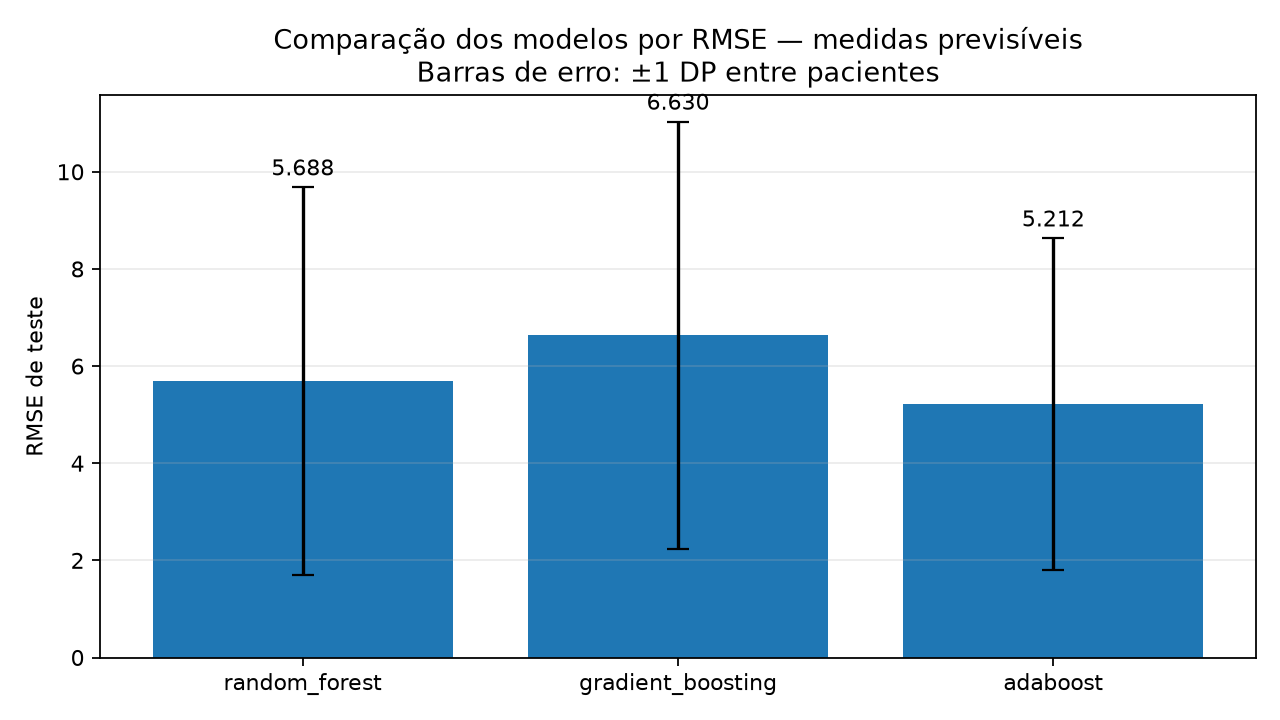 Comparação dos modelos por RMSE — medidas previsíveis
Barras de erro: ±1 DP entre pacientes
6.630
5.688
5.212
10
8
6
4
2
0
RMSE de teste
random_forest
gradient_boosting
adaboost